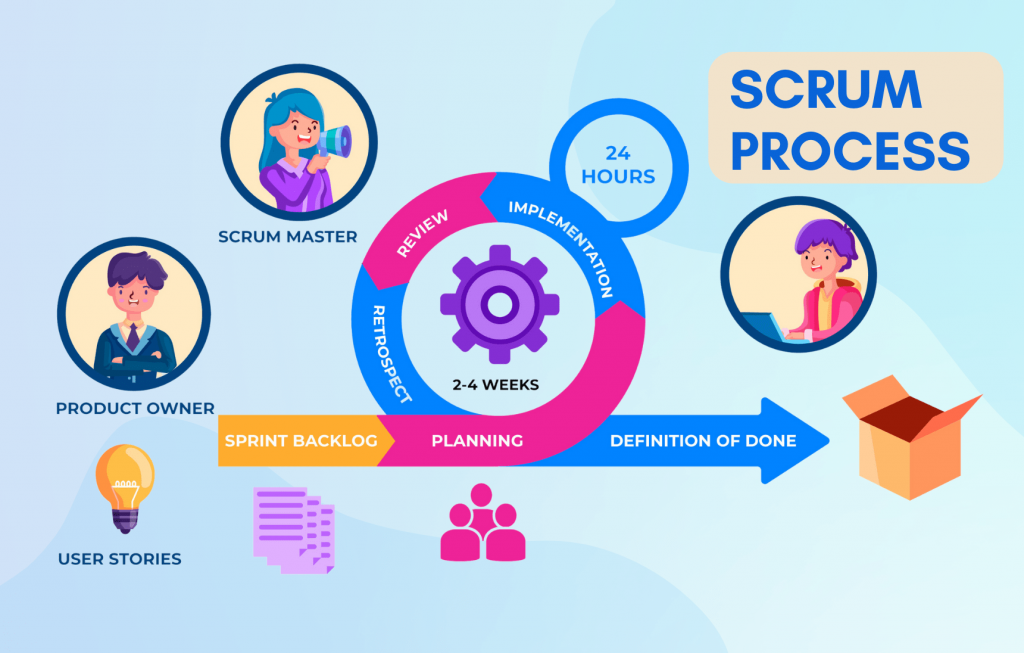 SCRUM
PROCESS
24
HOURS
SCRUM MASTER
REVIEW
IMPLEMENTATION
RETROSPECT
2-4 WEEKS
PRODUCT OWNER
SPRINT BACKLOG
PLANNING
DEFINITION OF DONE
USER STORIES